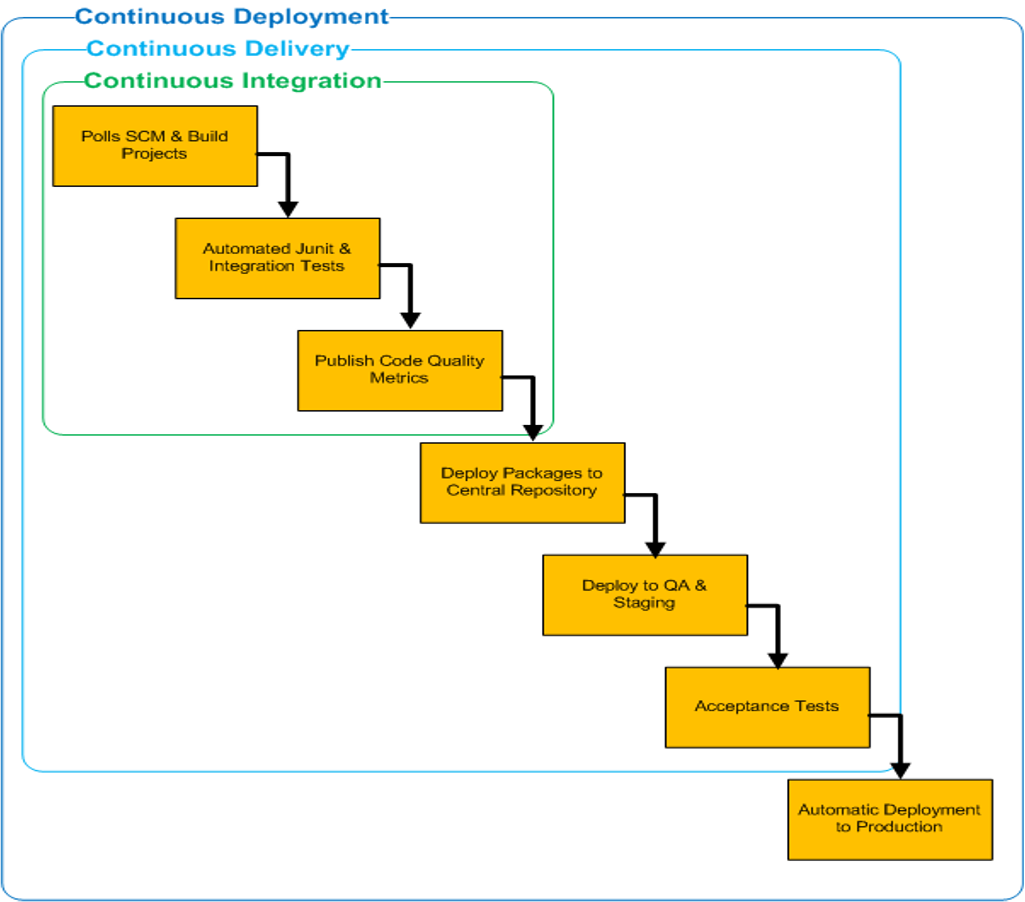 Continuous Deployment
Continuous Delivery
Continuous Integration
Polls SCM & Build
Projects
Automated Junit &
Integration Tests
Publish Code Quality
Metrics
Deploy Packages to
Central Repository
Deploy to QA &
Staging
Acceptance Tests
Automatic Deployment
to Production